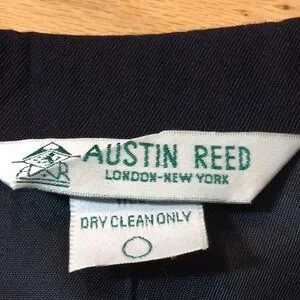 AUSTIN REED
LONDON-NEW YORK
DRY CLEAN ONLY